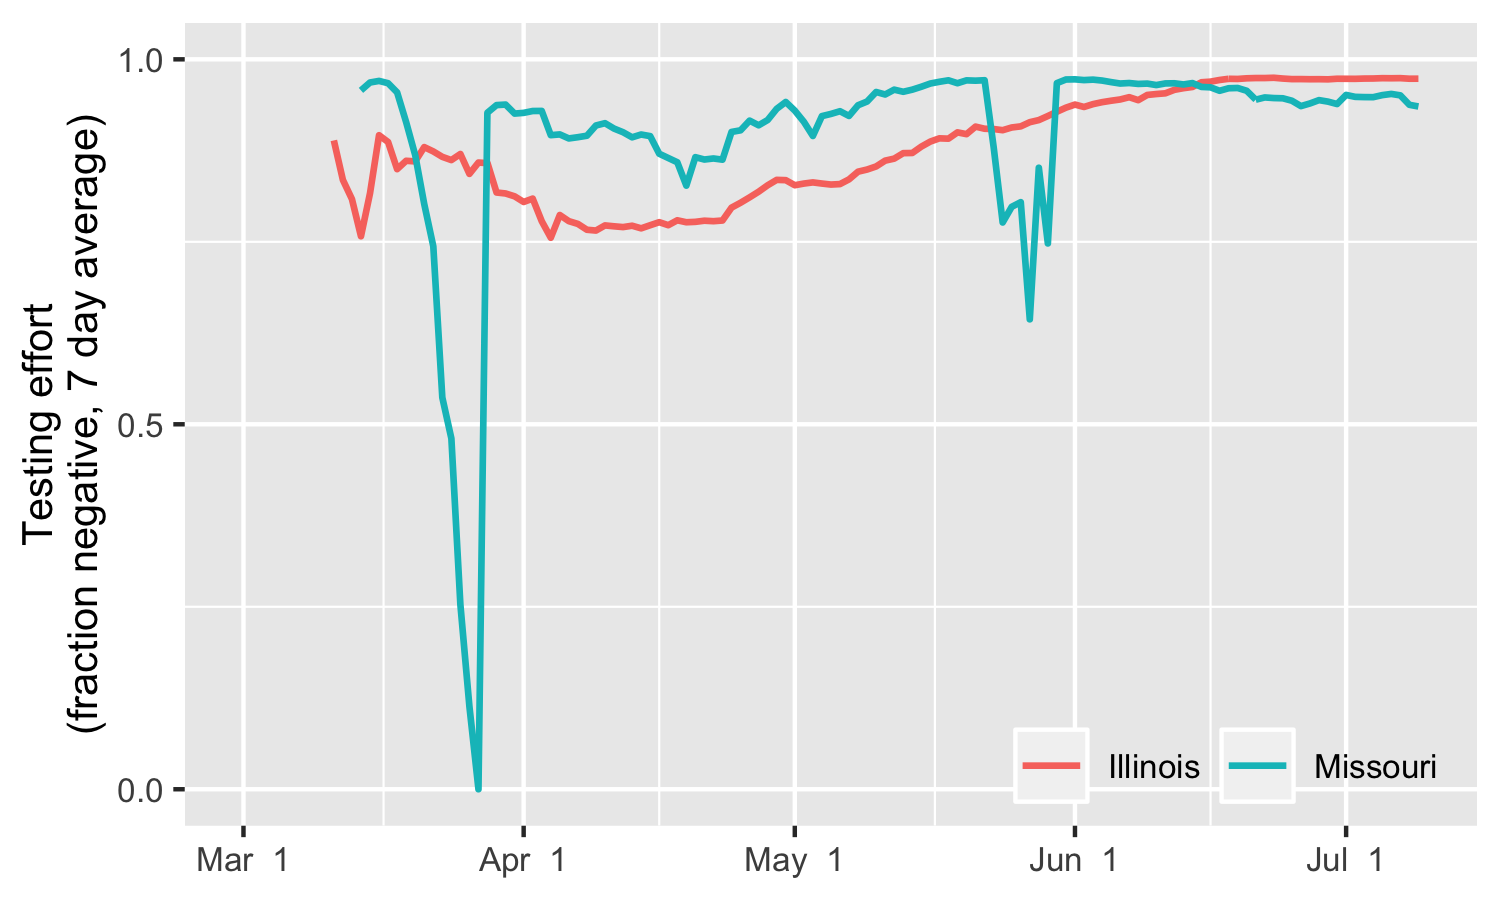 Testing effort
(fraction negative, 7 day average)
1.0
0.5
0.0
Mar 1
Apr 1
May 1
Jun 1
Jul 1
Illinois
Missouri